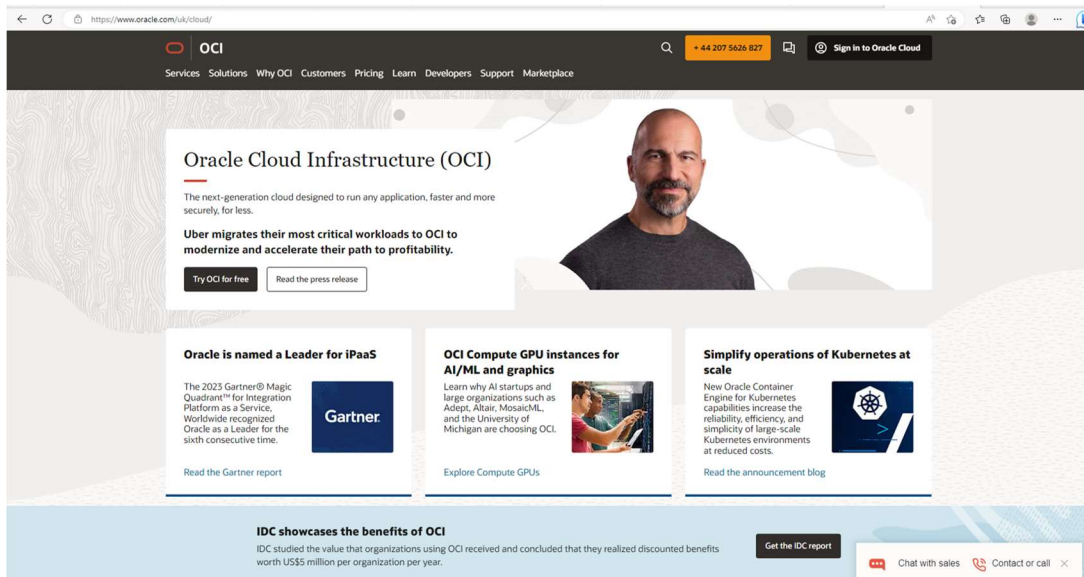 https://www.oracle.com/uk/cloud/
OCI
+ 44 207 5626 827
Sign in to Oracle Cloud
Services Solutions Why OCI Customers Pricing Learn Developers Support Marketplace
Oracle Cloud Infrastructure (OCI)
The next-generation cloud designed to run any application, faster and more
securely, for less.
Uber migrates their most critical workloads to OCI to
modernize and accelerate their path to profitability.
Try OCI for free
Read the press release
Oracle is named a Leader for iPaaS
The 2023 Gartner® Magic
Quadrant™ for Integration
Platform as a Service,
Worldwide recognized
Oracle as a Leader for the
sixth consecutive time.
Gartner
Read the Gartner report
OCI Compute GPU instances for
AI/ML and graphics
Learn why AI startups and
large organizations such as
Adept, Altair, MosaicML,
and the University of
Michigan are choosing OCI.
Explore Compute GPUs
Simplify operations of Kubernetes at
scale
New Oracle Container
Engine for Kubernetes
capabilities increase the
reliability, efficiency, and
simplicity of large-scale
Kubernetes environments
at reduced costs.
Read the announcement blog
IDC showcases the benefits of OCI
IDC studied the value that organizations using OCI received and concluded that they realized discounted benefits
worth US$5 million per organization per year.
Get the IDC report
Chat with sales
Contact or call